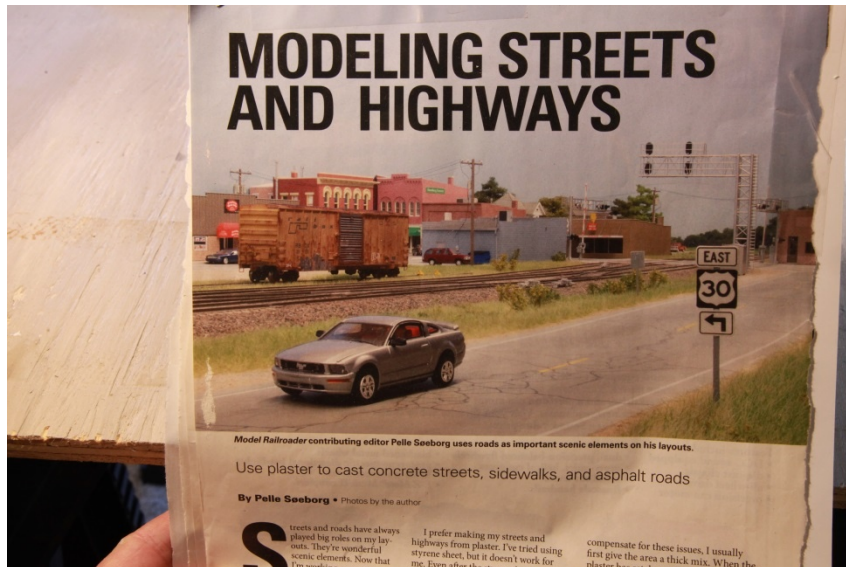 MODELING STREETS
AND HIGHWAYS
EAST
30
Model Railroader contributing editor Pelle Søeborg uses roads as important scenic elements on his layouts.
Use plaster to cast concrete streets, sidewalks, and asphalt roads
By Pelle Søeborg • Photos by the author
Streets and roads have always
played big roles on my lay-
outs. They're wonderful
scenic elements. Now that
I prefer making my streets and
highways from plaster. I've tried using
styrene sheet, but it doesn't work for
compensate for these issues, I usually
first give the area a thick mix. When the